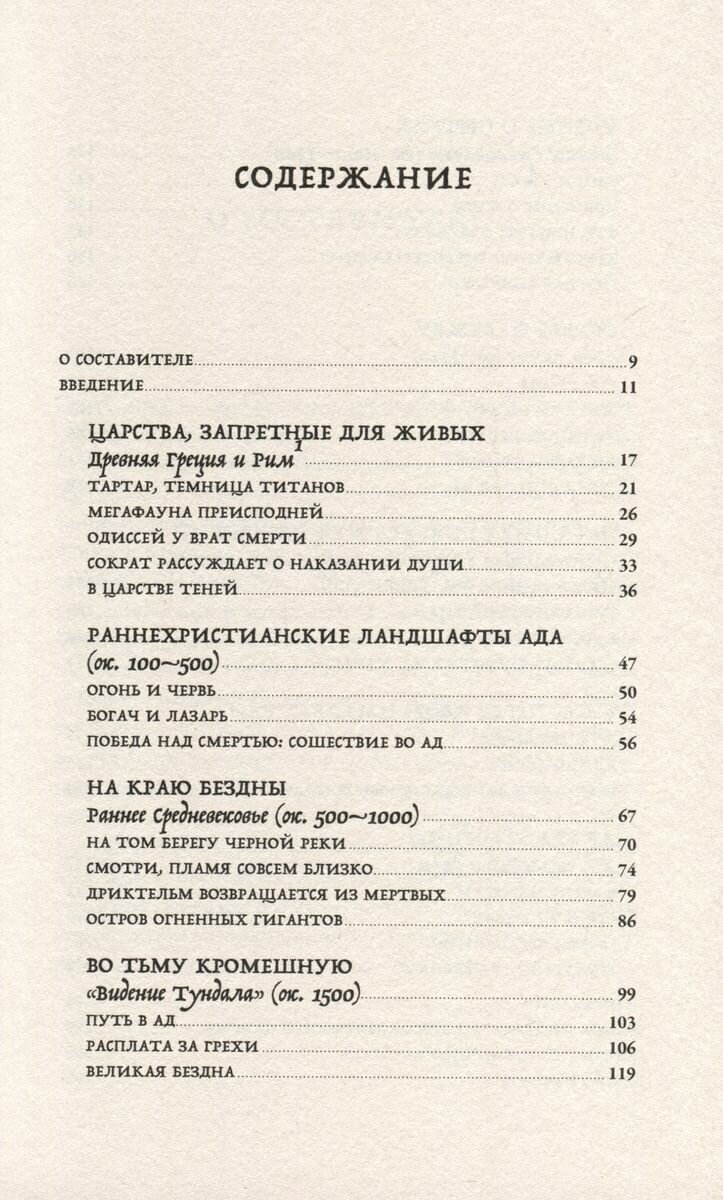 СОДЕРЖАНИЕ
О СОСТАВИТЕЛЕ 9
ВВЕДЕНИЕ 11
ЦАРСТВА, ЗАПРЕТНЫЕ ДЛЯ ЖИВЫХ
Древняя Греция и Рим¹ 17
ТАРТАР, ТЕМНИЦА ТИТАНОВ 21
МЕГАФАУНА ПРЕИСПОДНЕЙ 26
ОДИССЕЙ У ВРАТ СМЕРТИ 29
СОКРАТ РАССУЖДАЕТ О НАКАЗАНИИ ДУШИ 33
В ЦАРСТВЕ ТЕНЕЙ 36
РАННЕХРИСТИАНСКИЕ ЛАНДШАФТЫ АДА
(ок. 100~500) 47
ОГОНЬ И ЧЕРВЬ 50
БОГАЧ И ЛАЗАРЬ 54
ПОБЕДА НАД СМЕРТЬЮ: СОШЕСТВИЕ ВО АД 56
НА КРАЮ БЕЗДНЫ
Раннее Средневековье (ок. 500~1000) 67
НА ТОМ БЕРЕГУ ЧЕРНОЙ РЕКИ 70
СМОТРИ, ПЛАМЯ СОВСЕМ БЛИЗКО 74
ДРИКТЕЛЬМ ВОЗВРАЩАЕТСЯ ИЗ МЕРТВЫХ 79
ОСТРОВ ОГНЕННЫХ ГИГАНТОВ 86
ВО ТЬМУ КРОМЕШНУЮ
«Видение Тундала» (ок. 1500) 99
ПУТЬ В АД 103
РАСПЛАТА ЗА ГРЕХИ 106
ВЕЛИКАЯ БЕЗДНА 119